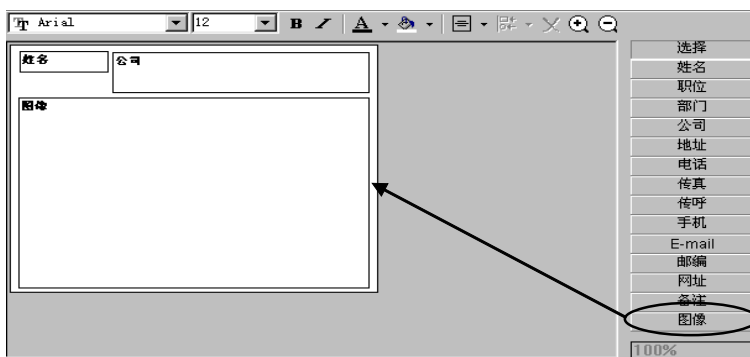 Arial 12 B A
姓名 公司
图像
选择
姓名
职位
部门
公司
地址
电话
传真
传呼
手机
E-mail
邮编
网址
备注
图像
100%